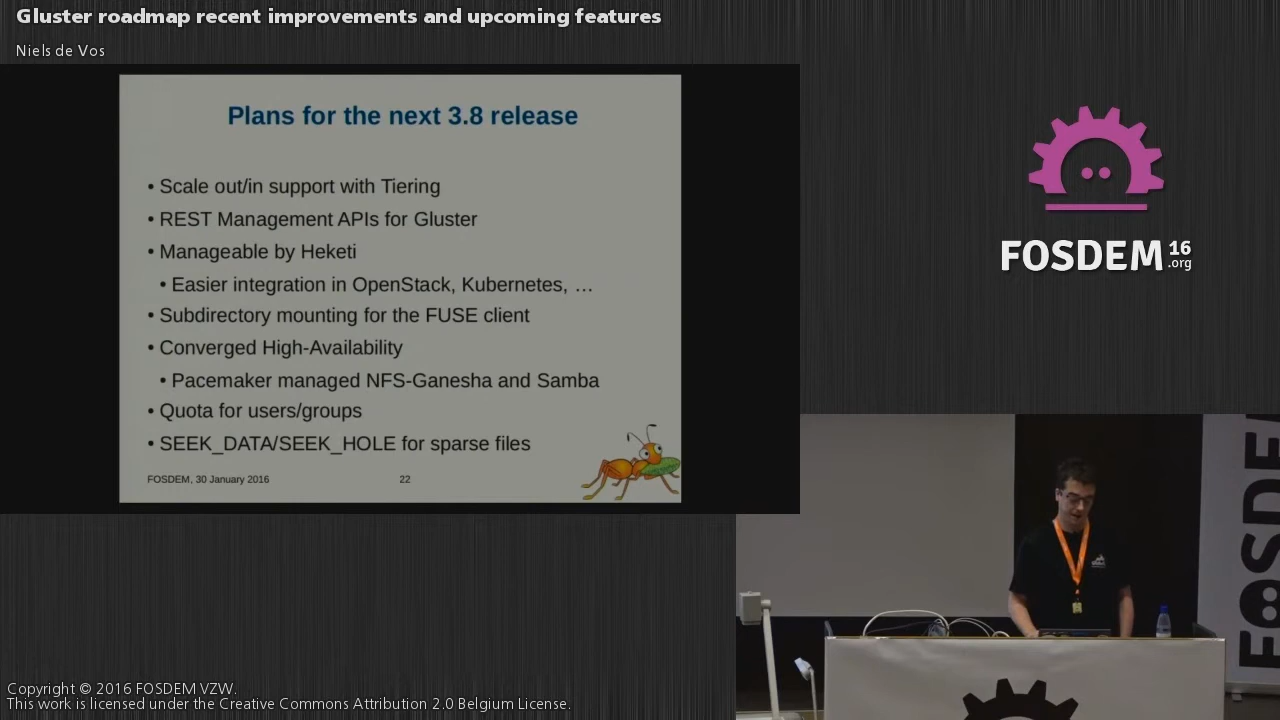 Gluster roadmap recent improvements and upcoming features
Niels de Vos
Plans for the next 3.8 release
• Scale out/in support with Tiering
• REST Management APIs for Gluster
• Manageable by Heketi
• Easier integration in OpenStack, Kubernetes, …
• Subdirectory mounting for the FUSE client
• Converged High-Availability
• Pacemaker managed NFS-Ganesha and Samba
• Quota for users/groups
• SEEK_DATA/SEEK_HOLE for sparse files
FOSDEM, 30 January 2016
22
FOSDEM 16 .org
FOSDEM
Copyright © 2016 FOSDEM VZW.
This work is licensed under the Creative Commons Attribution 2.0 Belgium License.